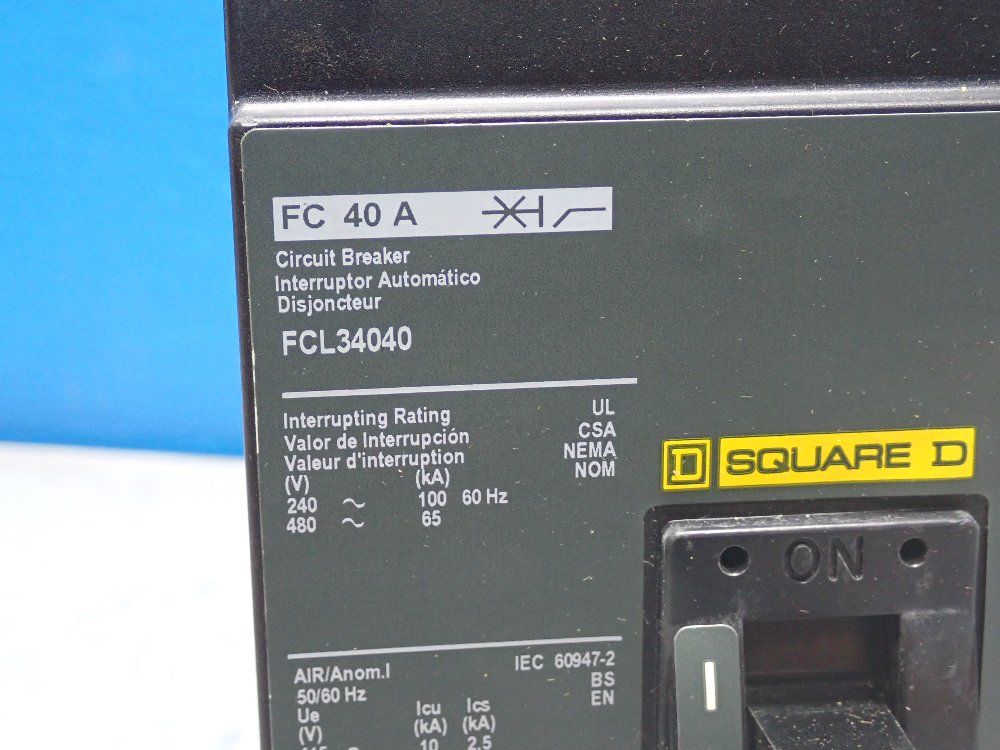 FC 40 A
Circuit Breaker
Interruptor Automático
Disjoncteur
FCL34040
Interrupting Rating UL
Valor de Interrupción CSA
Valeur d'interruption NEMA
(V) (kA) NOM
240 ~ 100 60 Hz
480 ~ 65
D SQUARE D
ON
AIR/Anom.I IEC 60947-2
50/60 Hz BS
Ue Icu Ics EN
(V) (kA) (kA)
10 2.5